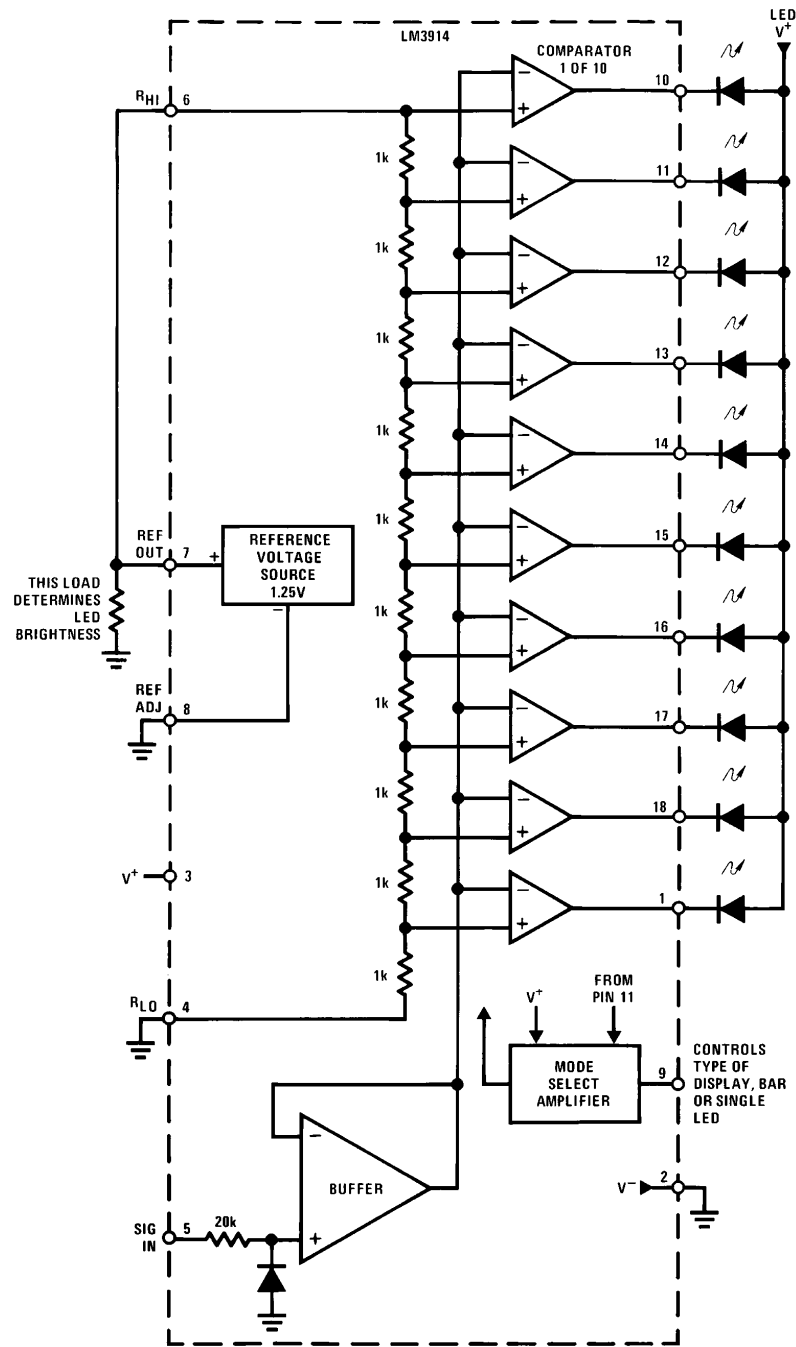 LED
V+
LM3914
COMPARATOR
1 OF 10
−
+
10
RHI
6
1k
−
+
11
1k
−
+
12
1k
−
+
13
1k
−
+
14
1k
−
+
15
REF
OUT
7
+
REFERENCE
VOLTAGE
SOURCE
1.25V
−
THIS LOAD
DETERMINES
LED
BRIGHTNESS
1k
−
+
16
REF
ADJ
8
1k
−
+
17
1k
−
+
18
V+
3
1k
−
+
1
1k
RLO
4
V+
FROM
PIN 11
MODE
SELECT
AMPLIFIER
9
CONTROLS
TYPE OF
DISPLAY, BAR
OR SINGLE
LED
−
BUFFER
+
V−
2
SIG
IN
5
20k